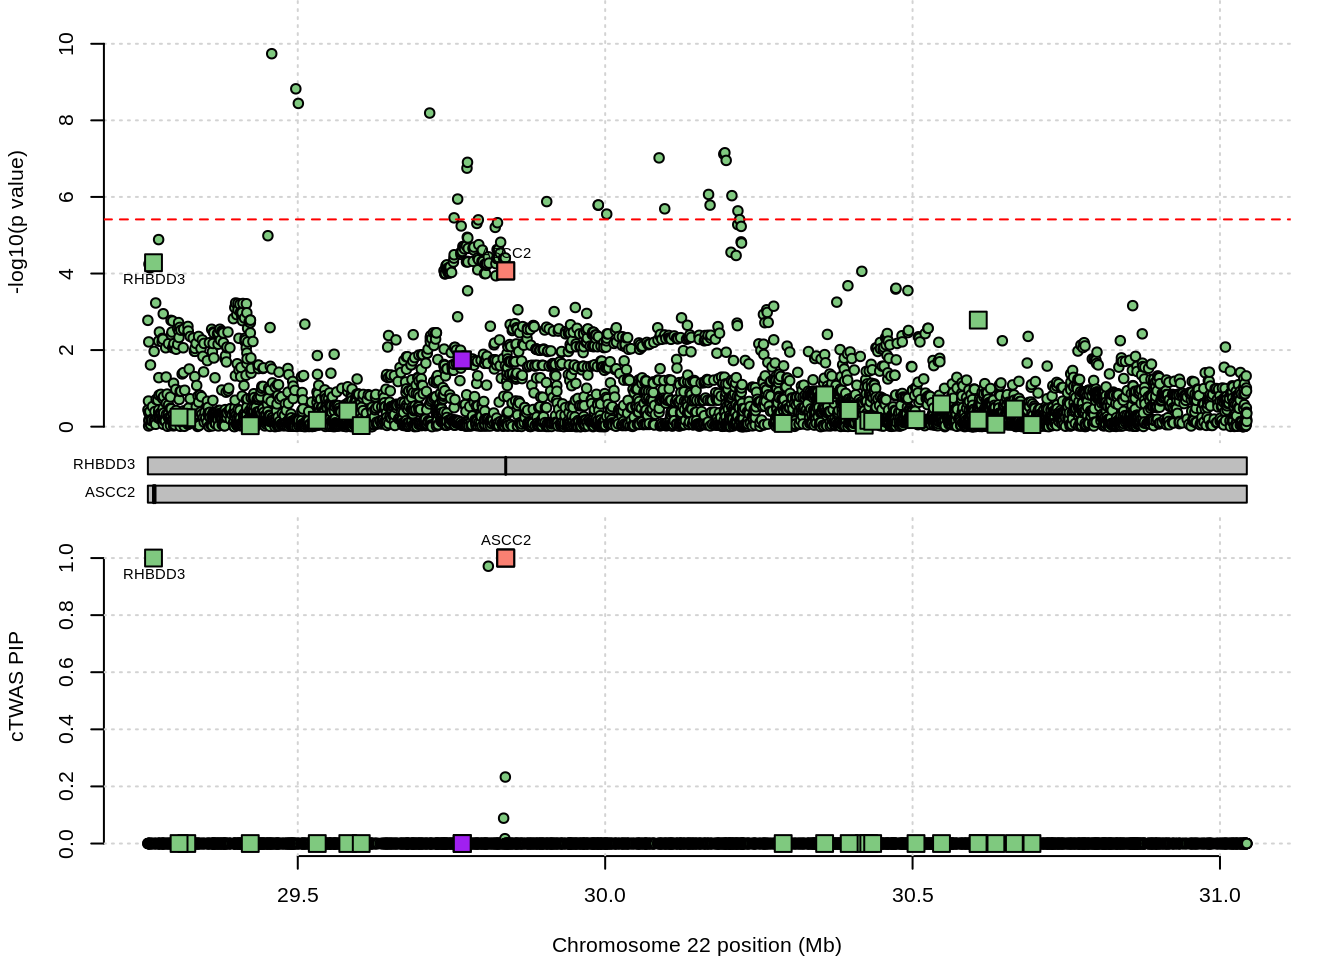 10
8
6
4
2
0
-log10(p value)
ASCC2
RHBDD3
RHBDD3
ASCC2
ASCC2
RHBDD3
1.0
0.8
0.6
0.4
0.2
0.0
cTWAS PIP
29.5 30.0 30.5 31.0
Chromosome 22 position (Mb)